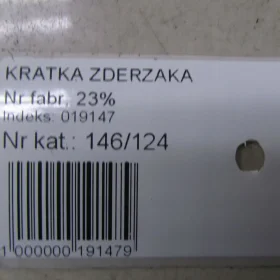 KRATKA ZDERZAKA
Nr fabr. 23%
Indeks: 019147
Nr kat.: 146/124
1 000000 191479